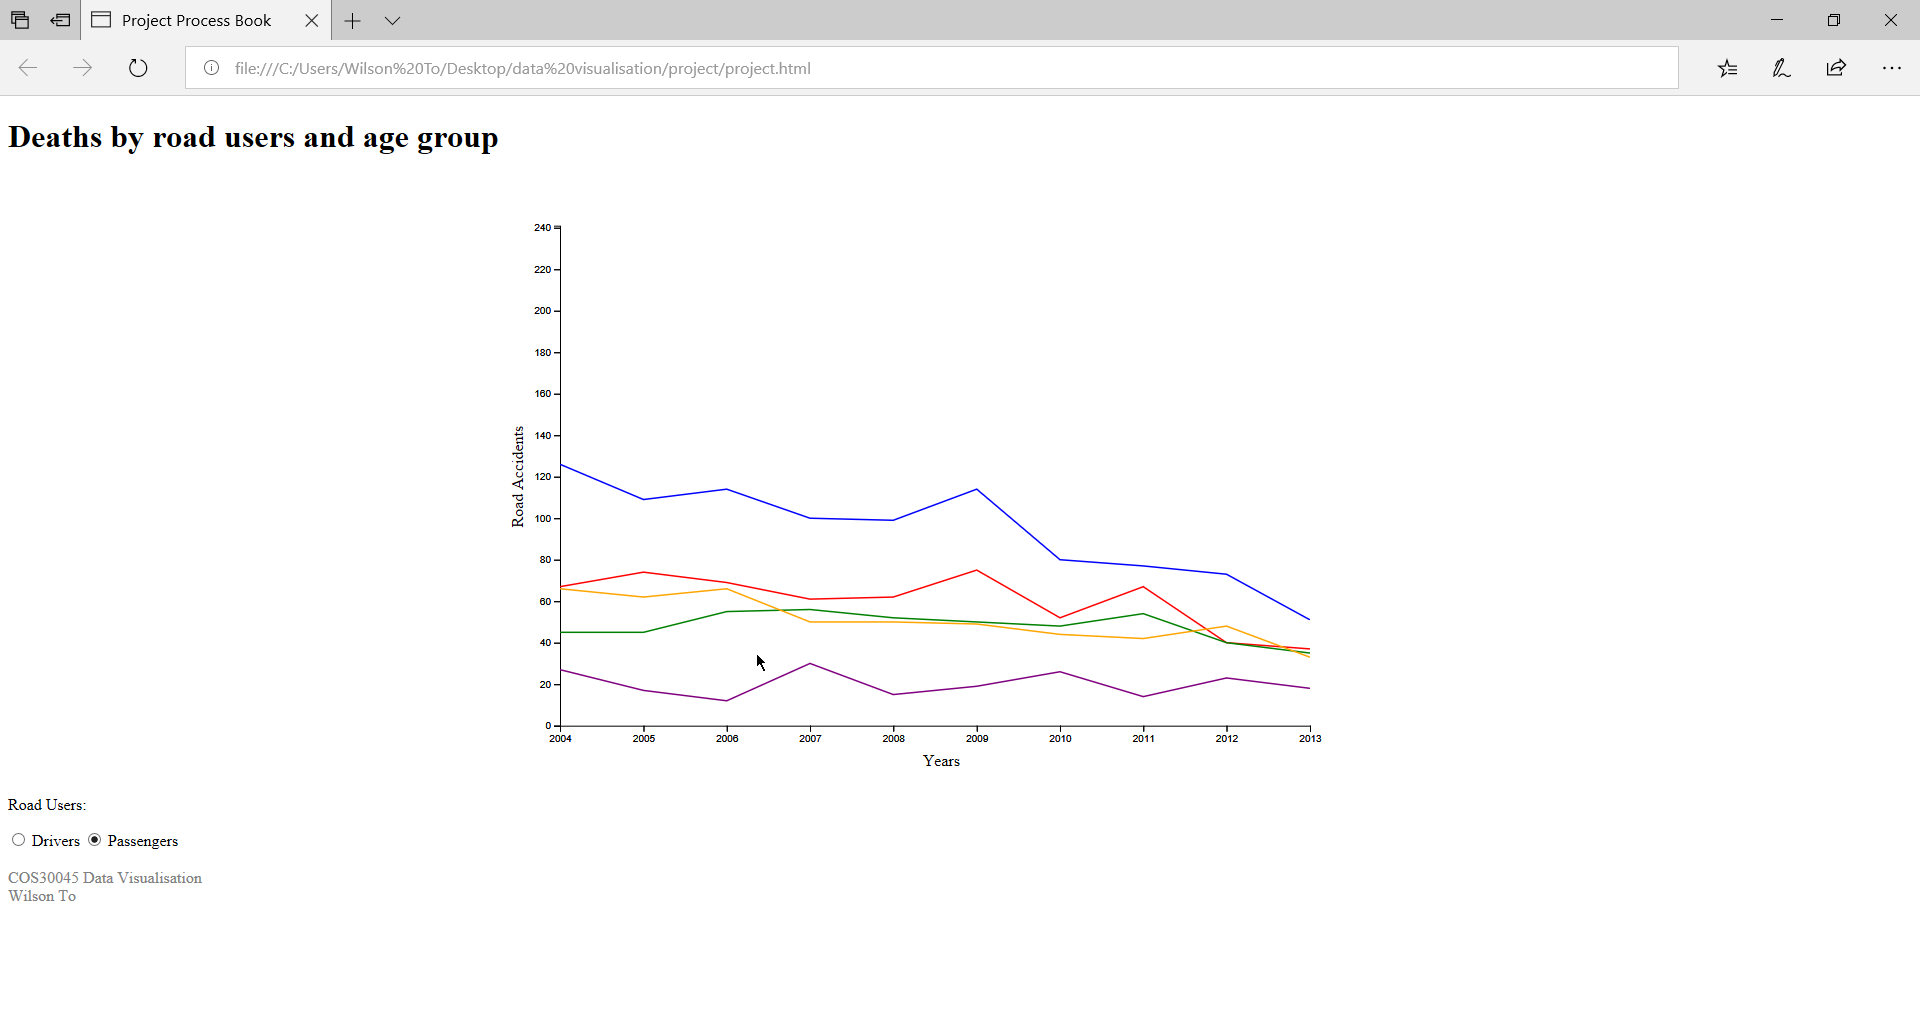 Project Process Book
file:///C:/Users/Wilson%20To/Desktop/data%20visualisation/project/project.html
Deaths by road users and age group
240
220
200
180
160
140
120
100
80
60
40
20
0
Road Accidents
2004 2005 2006 2007 2008 2009 2010 2011 2012 2013
Years
Road Users:
Drivers Passengers
COS30045 Data Visualisation
Wilson To